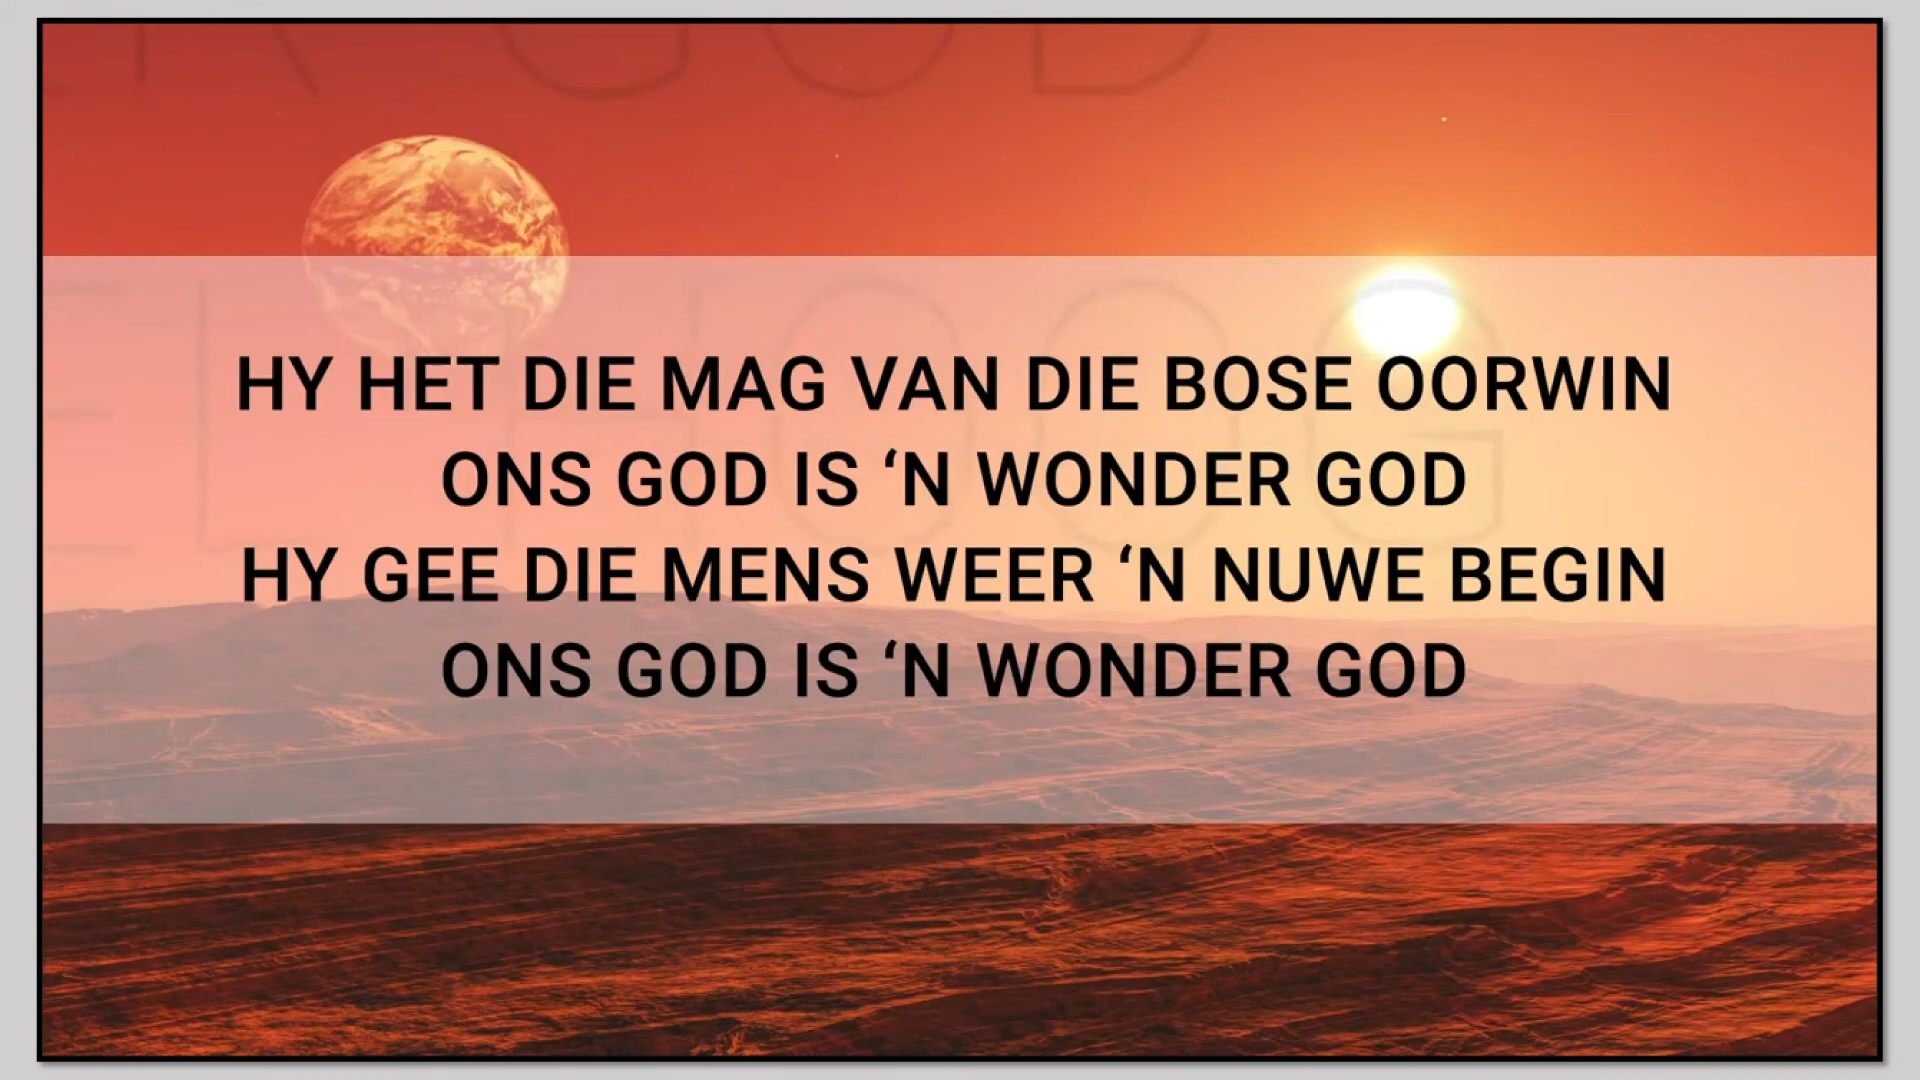 HY HET DIE MAG VAN DIE BOSE OORWIN
ONS GOD IS ‘N WONDER GOD
HY GEE DIE MENS WEER ‘N NUWE BEGIN
ONS GOD IS ‘N WONDER GOD